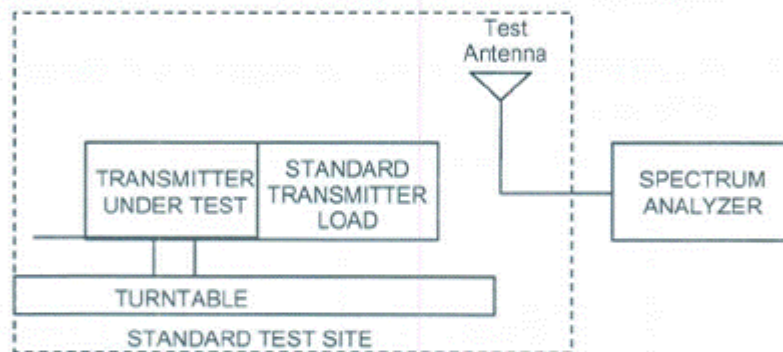 Test
Antenna
TRANSMITTER
UNDER TEST
STANDARD
TRANSMITTER
LOAD
SPECTRUM
ANALYZER
TURNTABLE
STANDARD TEST SITE